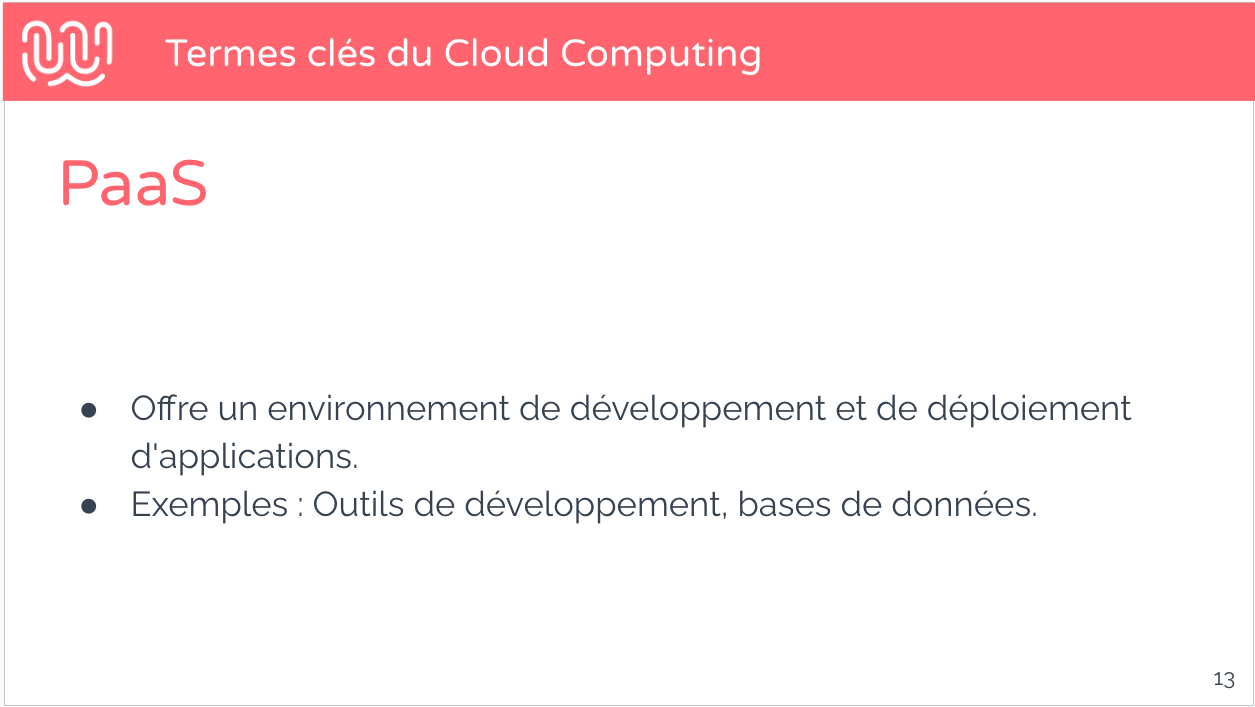 Termes clés du Cloud Computing
PaaS
● Offre un environnement de développement et de déploiement
d'applications.
● Exemples : Outils de développement, bases de données.
13